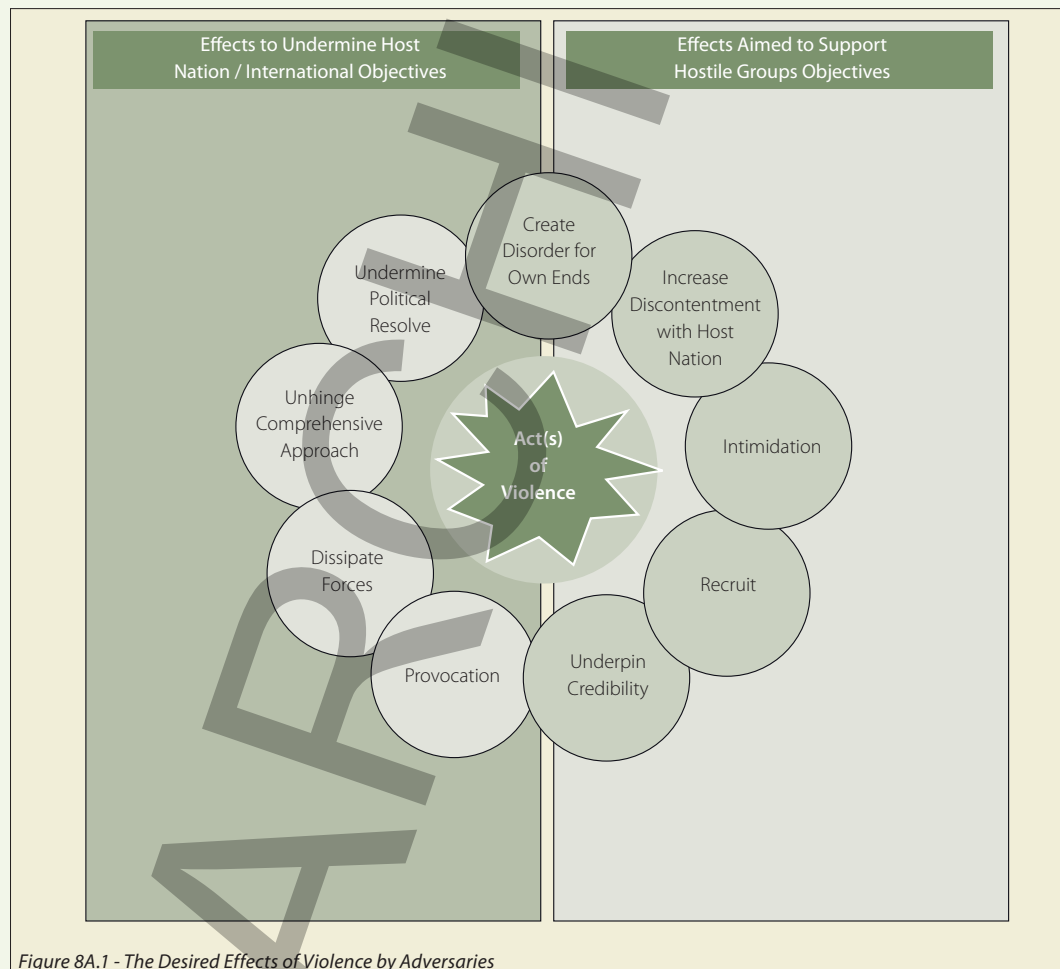 Effects to Undermine Host
Nation / International Objectives
Effects Aimed to Support
Hostile Groups Objectives
Create
Disorder for
Own Ends
Undermine
Political
Resolve
Increase
Discontentment
with Host
Nation
Unhinge
Comprehensive
Approach
Act(s)
of
Violence
Intimidation
Dissipate
Forces
Recruit
Provocation
Underpin
Credibility
Figure 8A.1 - The Desired Effects of Violence by Adversaries